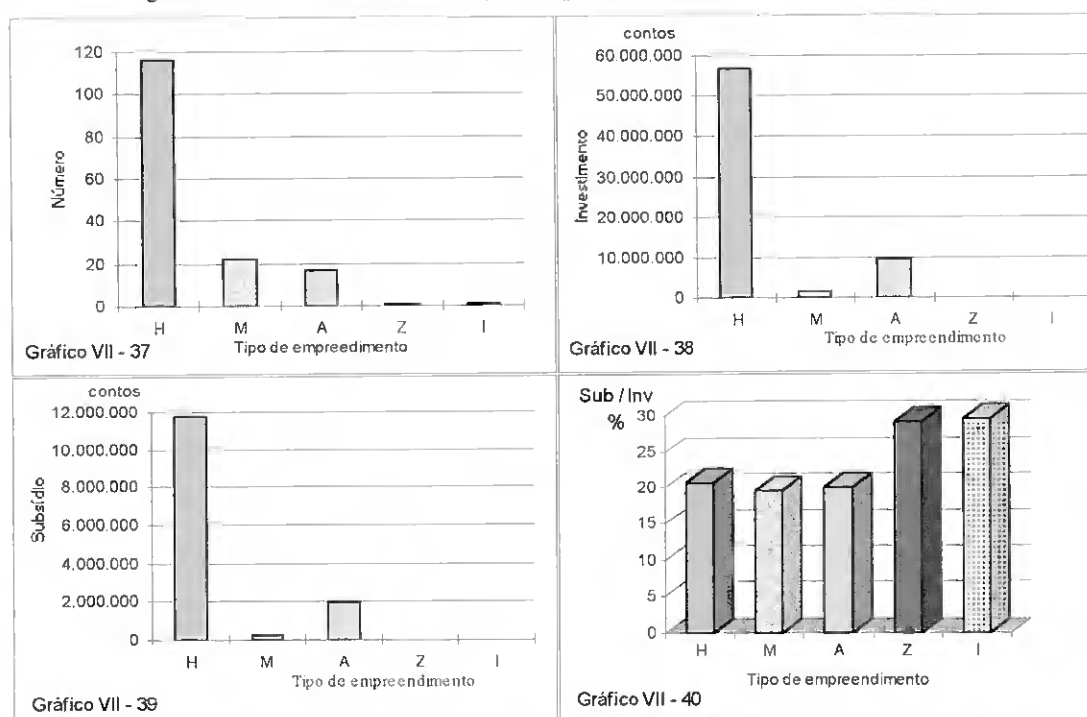 120
100
80
60
40
20
0
Número
H M A Z I
Tipo de empreedimento
Gráfico VII - 37
contos
60.000.000
50.000.000
40.000.000
30.000.000
20.000.000
10.000.000
0
Investimento
H M A Z I
Tipo de empreendimento
Gráfico VII - 38
contos
12.000.000
10.000.000
8.000.000
6.000.000
4.000.000
2.000.000
0
Subsídio
H M A Z I
Tipo de empreendimento
Gráfico VII - 39
Sub / Inv
%
30
25
20
15
10
5
0
H M A Z I
Tipo de empreendimento
Gráfico VII - 40